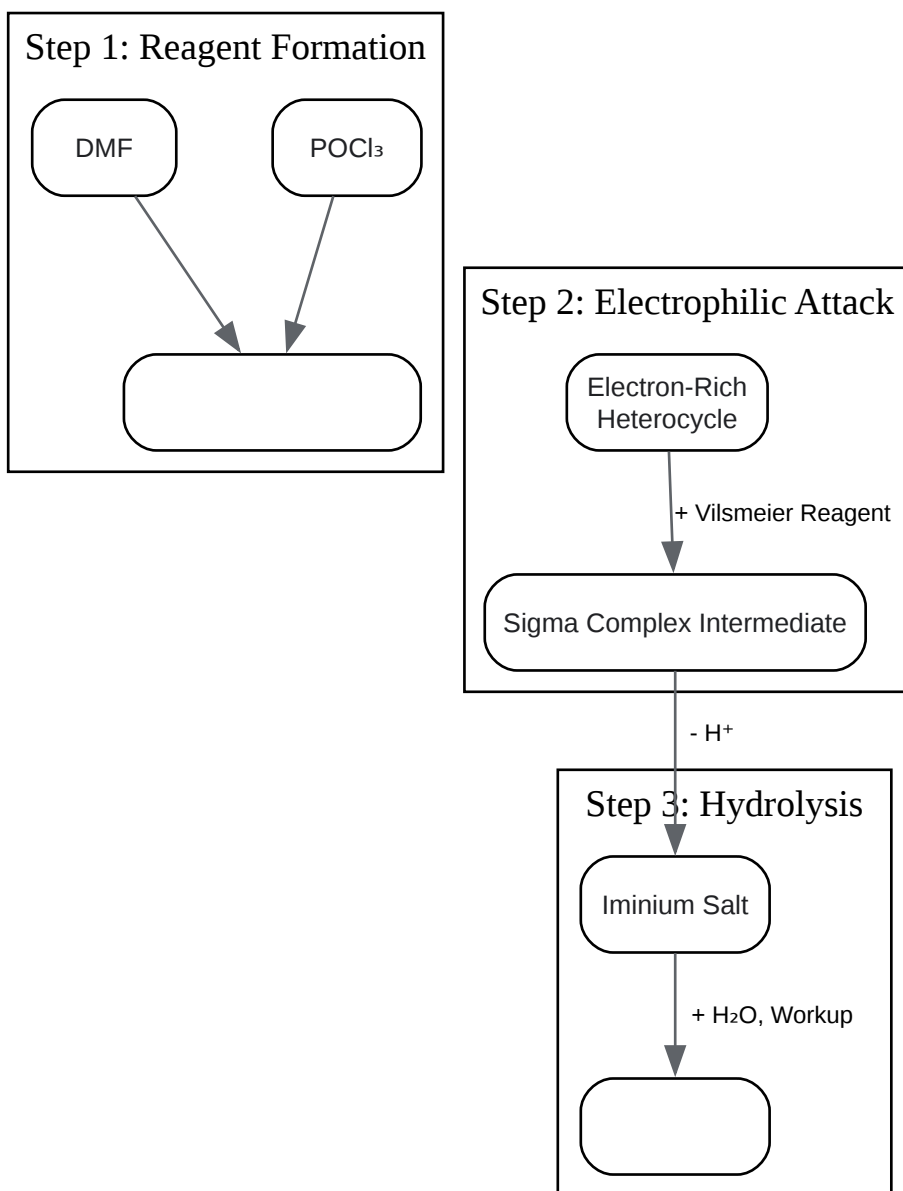 Step 1: Reagent Formation
DMF
POCl₃
Step 2: Electrophilic Attack
Electron-Rich
Heterocycle
+ Vilsmeier Reagent
Sigma Complex Intermediate
- H⁺
Step 3: Hydrolysis
Iminium Salt
+ H₂O, Workup